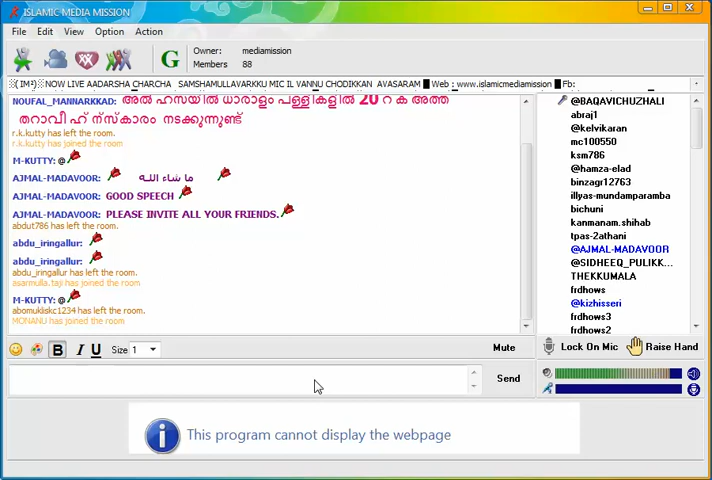 ISLAMIC MEDIA MISSION
File Edit View Option Action
G
Owner: mediamission
Members 88
:( IM²) NOW LIVE AADARSHA CHARCHA SAMSHAMULLAVARKKU MIC IL VANNU CHODIKKAN AVASARAM Web : www.islamicmediamission Fb:
NOUFAL_MANNARKKAD: അൽ ഹസയിൽ ധാരാളം പള്ളികളിൽ 20 റ ക അത്ത
തറാവീ ഹ് ന്സ്കാരം നടക്കുന്നുണ്ട്
r.k.kutty has left the room.
r.k.kutty has joined the room.
M-KUTTY: @
AJMAL-MADAVOOR: ما شاء الله
AJMAL-MADAVOOR: GOOD SPEECH
AJMAL-MADAVOOR: PLEASE INVITE ALL YOUR FRIENDS.
abdut786 has left the room.
abdu_iringallur:
abdu_iringallur:
abdu_iringallur has left the room.
asarmulla.taji has joined the room.
M-KUTTY: @
abomukliskc1234 has left the room.
MONANU has joined the room.
@BAQAVICHUZHALI
abraj1
@kelvikaran
mc100550
ksm786
@hamza-elad
binzagr12763
illyas-mundamparamba
bichuni
kanmanam.shihab
tpas-2athani
@AJMAL-MADAVOOR
@SIDHEEQ_PULIKK...
THEKKUMALA
frdhows
@kizhisseri
frdhows3
frdhows2
B I U Size 1 Mute
Lock On Mic Raise Hand
Send
This program cannot display the webpage